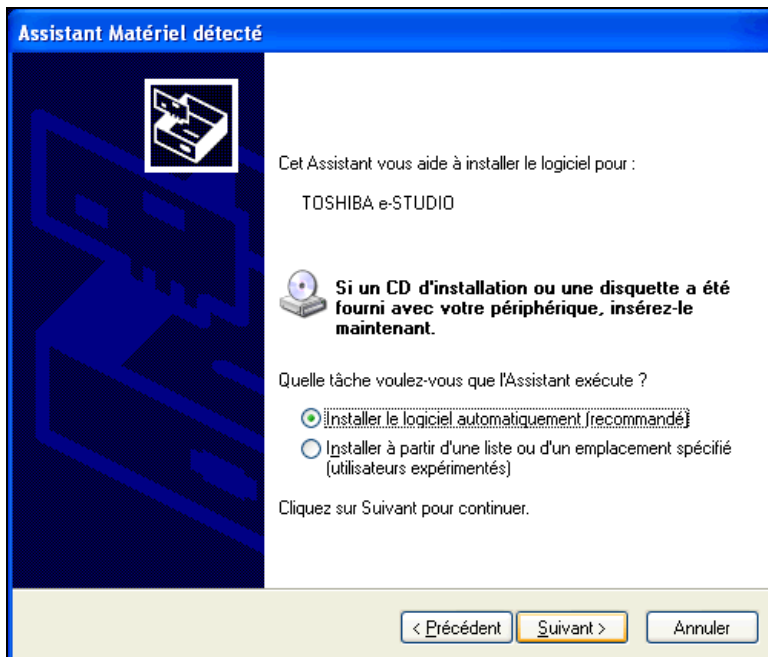 Assistant Matériel détecté
Cet Assistant vous aide à installer le logiciel pour :
TOSHIBA e-STUDIO
Si un CD d'installation ou une disquette a été
fourni avec votre périphérique, insérez-le
maintenant.
Quelle tâche voulez-vous que l'Assistant exécute ?
Installer le logiciel automatiquement (recommandé)
Installer à partir d'une liste ou d'un emplacement spécifié
(utilisateurs expérimentés)
Cliquez sur Suivant pour continuer.
< Précédent
Suivant >
Annuler